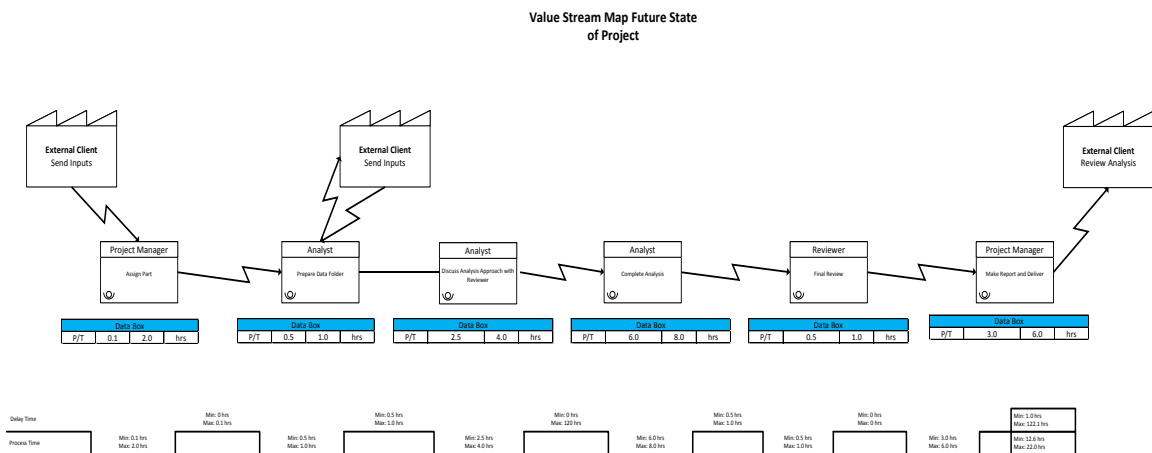 Value Stream Map Future State
of Project
External Client
Send Inputs
External Client
Send Inputs
External Client
Review Analysis
Project Manager
Assign Part
Analyst
Prepare Data Folder
Analyst
Discuss Analysis Approach with
Reviewer
Analyst
Complete Analysis
Reviewer
Final Review
Project Manager
Make Report and Deliver
Data Box
P/T 0.1 2.0 hrs
Data Box
P/T 0.5 1.0 hrs
Data Box
P/T 2.5 4.0 hrs
Data Box
P/T 6.0 8.0 hrs
Data Box
P/T 0.5 1.0 hrs
Data Box
P/T 3.0 6.0 hrs
Delay Time
Min: 0 hrs
Max: 0.1 hrs
Min: 0.5 hrs
Max: 1.0 hrs
Min: 0 hrs
Max: 120 hrs
Min: 0.5 hrs
Max: 1.0 hrs
Min: 0 hrs
Max: 0 hrs
Min: 1.0 hrs
Max: 122.1 hrs
Process Time
Min: 0.1 hrs
Max: 2.0 hrs
Min: 0.5 hrs
Max: 1.0 hrs
Min: 2.5 hrs
Max: 4.0 hrs
Min: 6.0 hrs
Max: 8.0 hrs
Min: 0.5 hrs
Max: 1.0 hrs
Min: 3.0 hrs
Max: 6.0 hrs
Min: 12.6 hrs
Max: 22.0 hrs